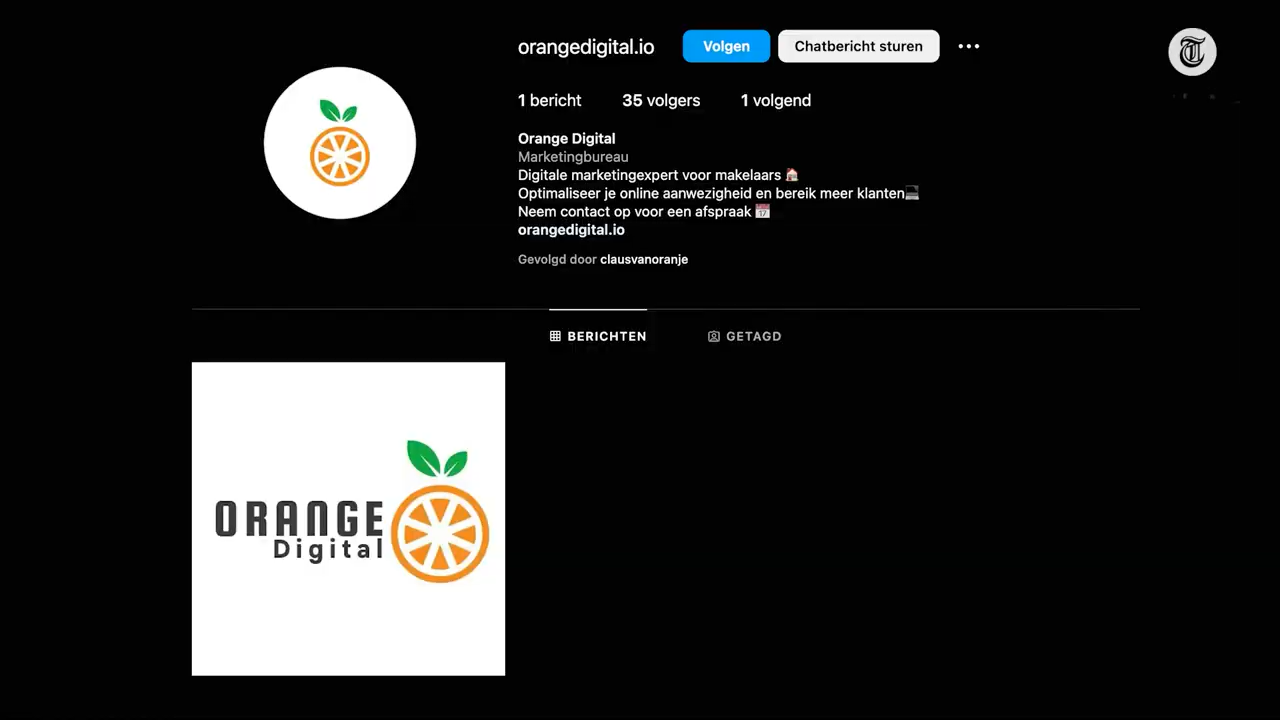 orangedigital.io Volgen Chatbericht sturen
1 bericht 35 volgers 1 volgend
Orange Digital
Marketingbureau
Digitale marketingexpert voor makelaars 🏠
Optimaliseer je online aanwezigheid en bereik meer klanten💻
Neem contact op voor een afspraak 📅
orangedigital.io
Gevolgd door clausvanoranje
BERICHTEN GETAGD
ORANGE
Digital
T
17